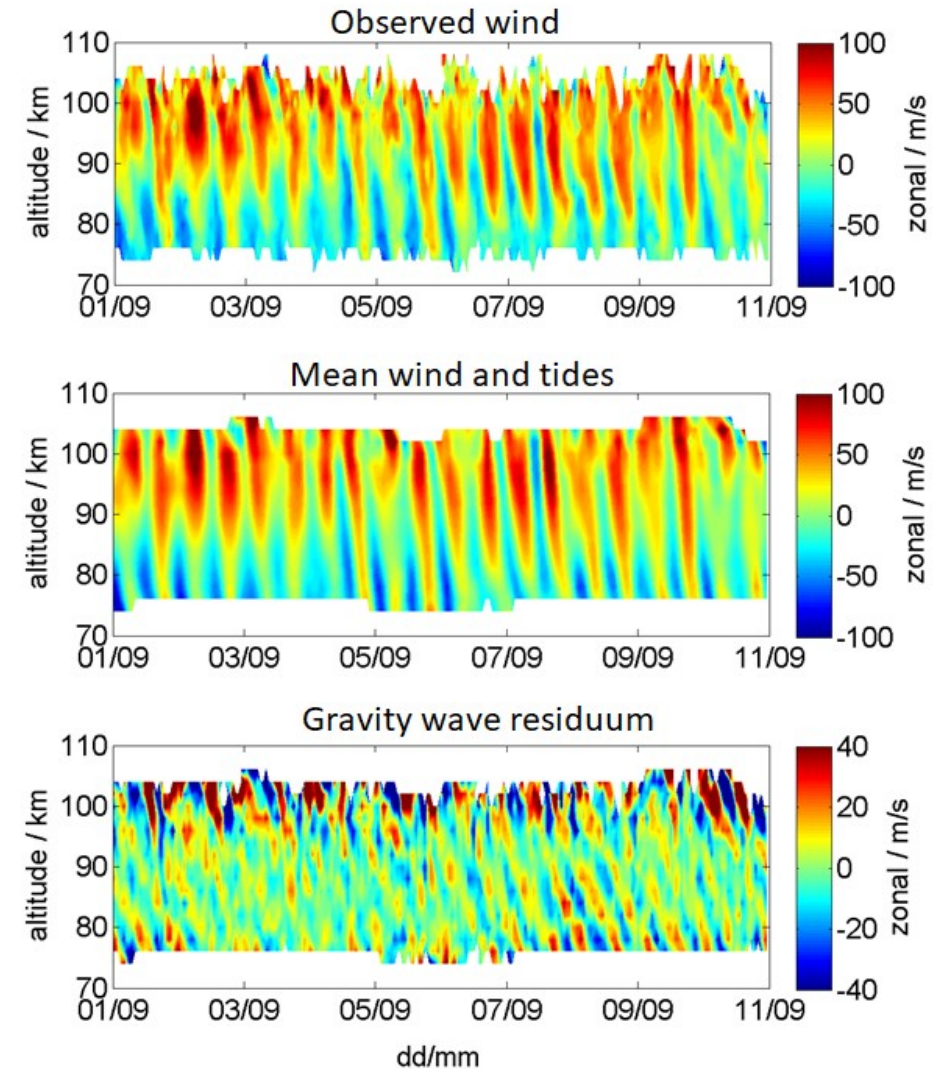 Observed wind
110
100
90
80
70
altitude / km
01/09 03/09 05/09 07/09 09/09 11/09
100
50
0
-50
-100
zonal / m/s
Mean wind and tides
110
100
90
80
70
altitude / km
01/09 03/09 05/09 07/09 09/09 11/09
100
50
0
-50
-100
zonal / m/s
Gravity wave residuum
110
100
90
80
70
altitude / km
01/09 03/09 05/09 07/09 09/09 11/09
40
20
0
-20
-40
zonal / m/s
dd/mm